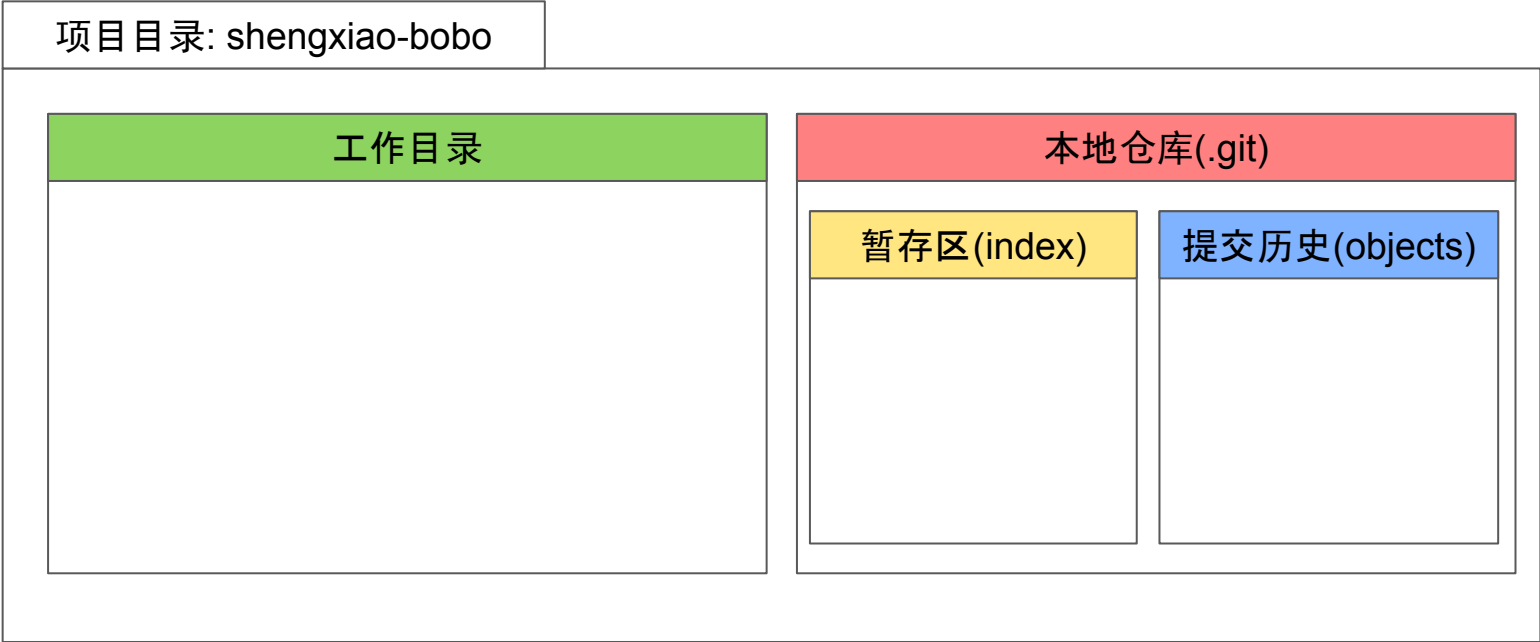 项目目录: shengxiao-bobo
工作目录
本地仓库(.git)
暂存区(index)
提交历史(objects)